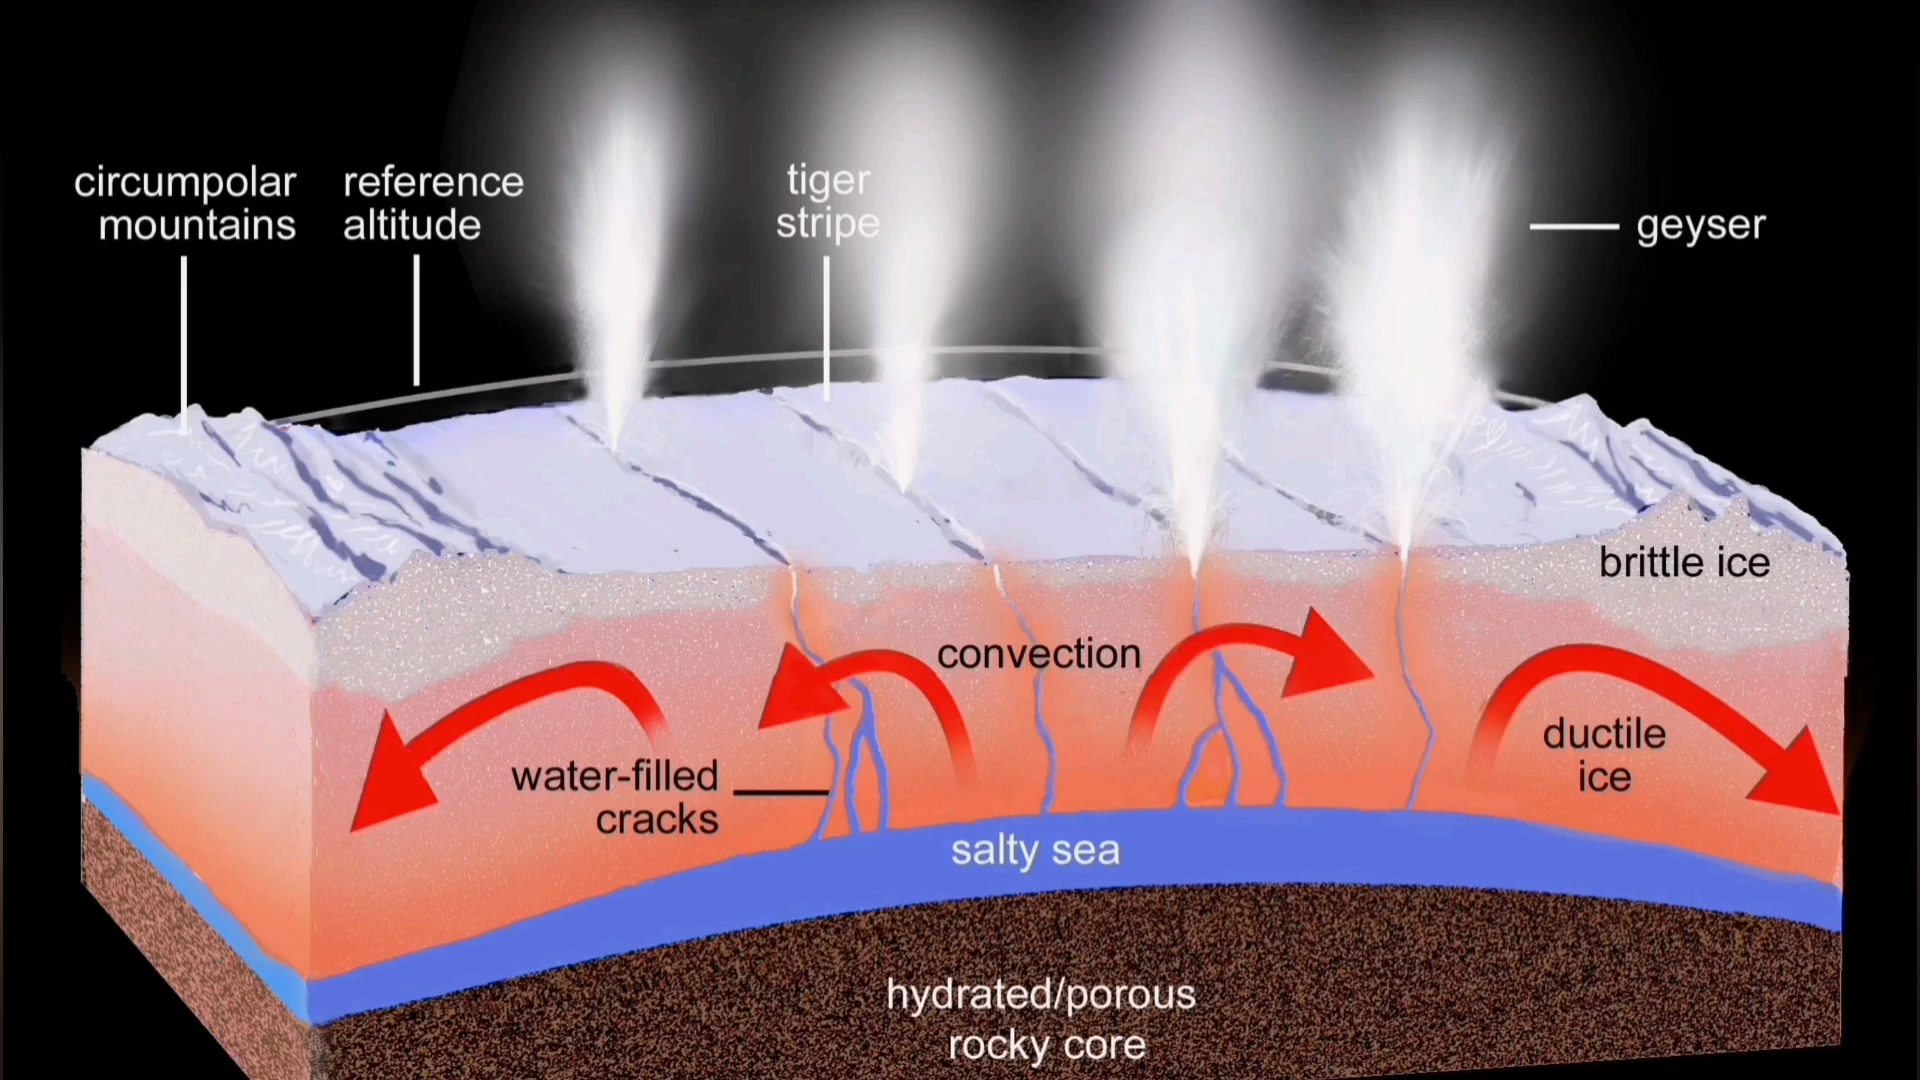 circumpolar
mountains
reference
altitude
tiger
stripe
geyser
brittle ice
convection
ductile
ice
water-filled
cracks
salty sea
hydrated/porous
rocky core